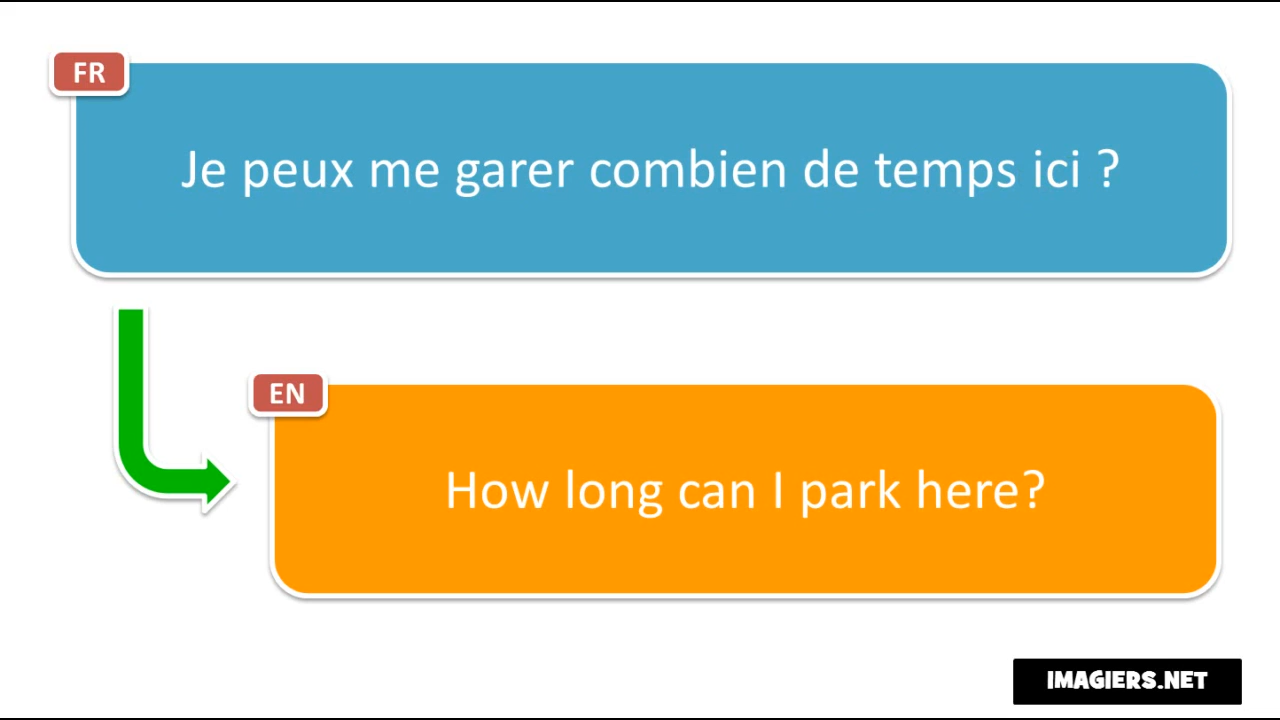 FR
Je peux me garer combien de temps ici ?
EN
How long can I park here?
IMAGIERS.NET